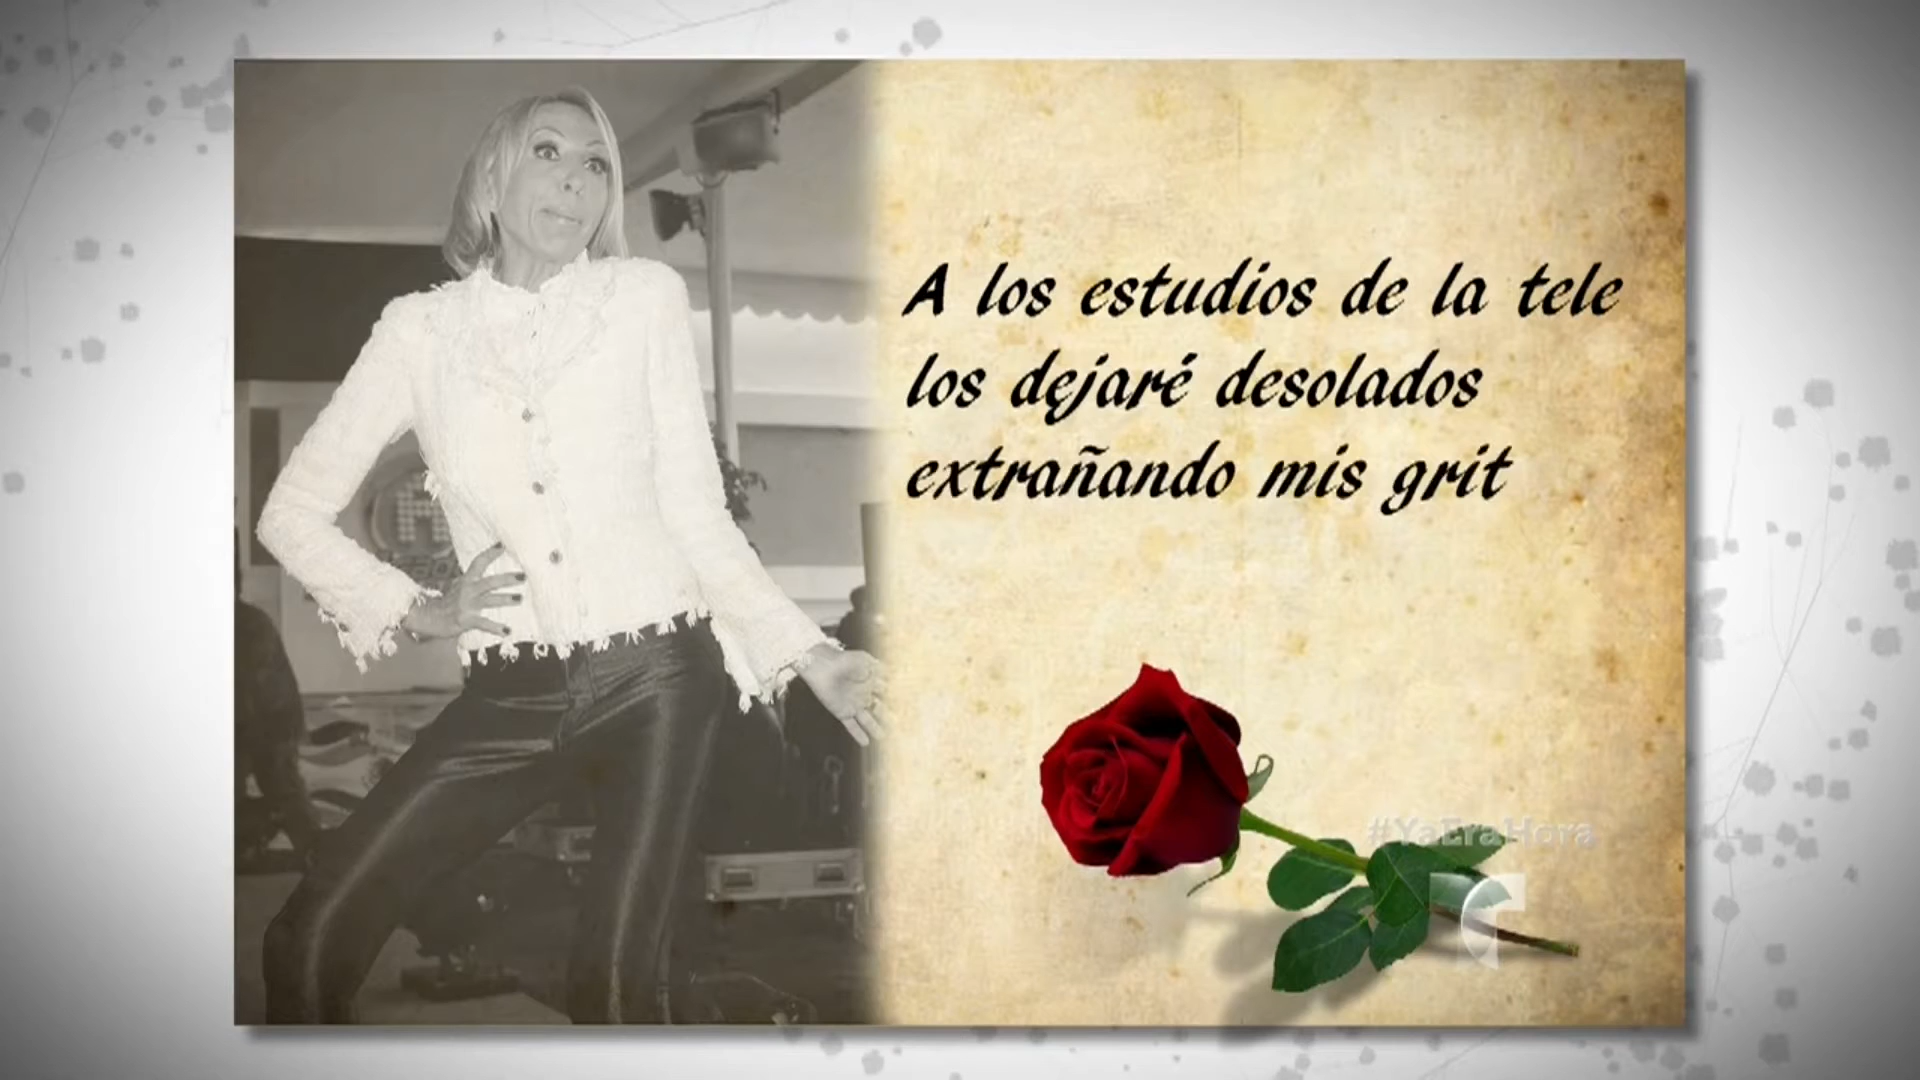 A los estudios de la tele
los dejaré desolados
extrañando mis grit
#YaEraHora